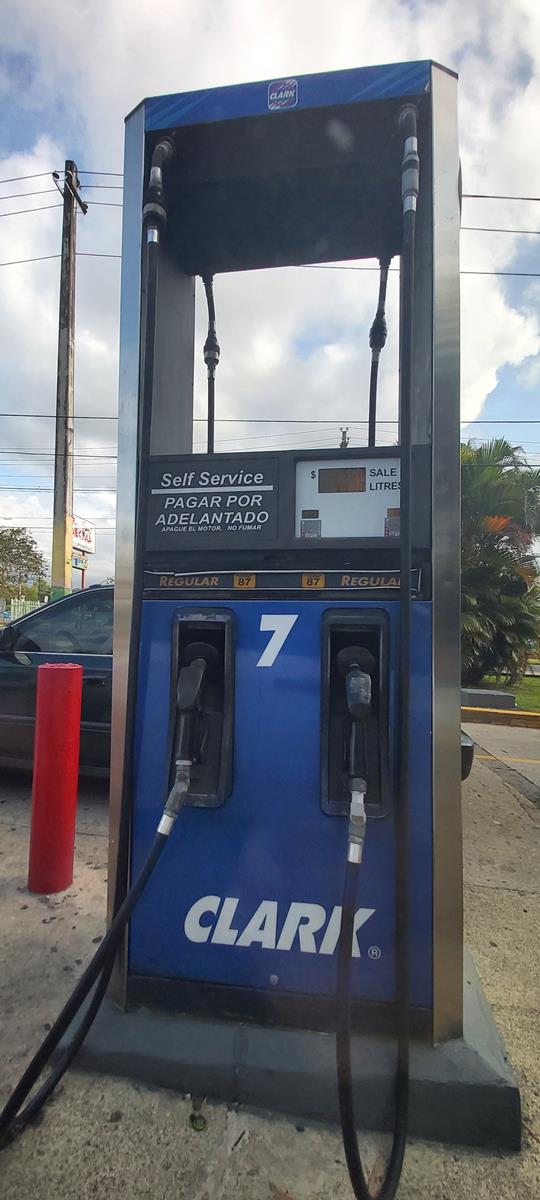 CLARK
Self Service
PAGAR POR
ADELANTADO
APAGUE EL MOTOR. NO FUMAR
$ SALE
LITRES
REGULAR 87 87 REGULAR
7
CLARK®